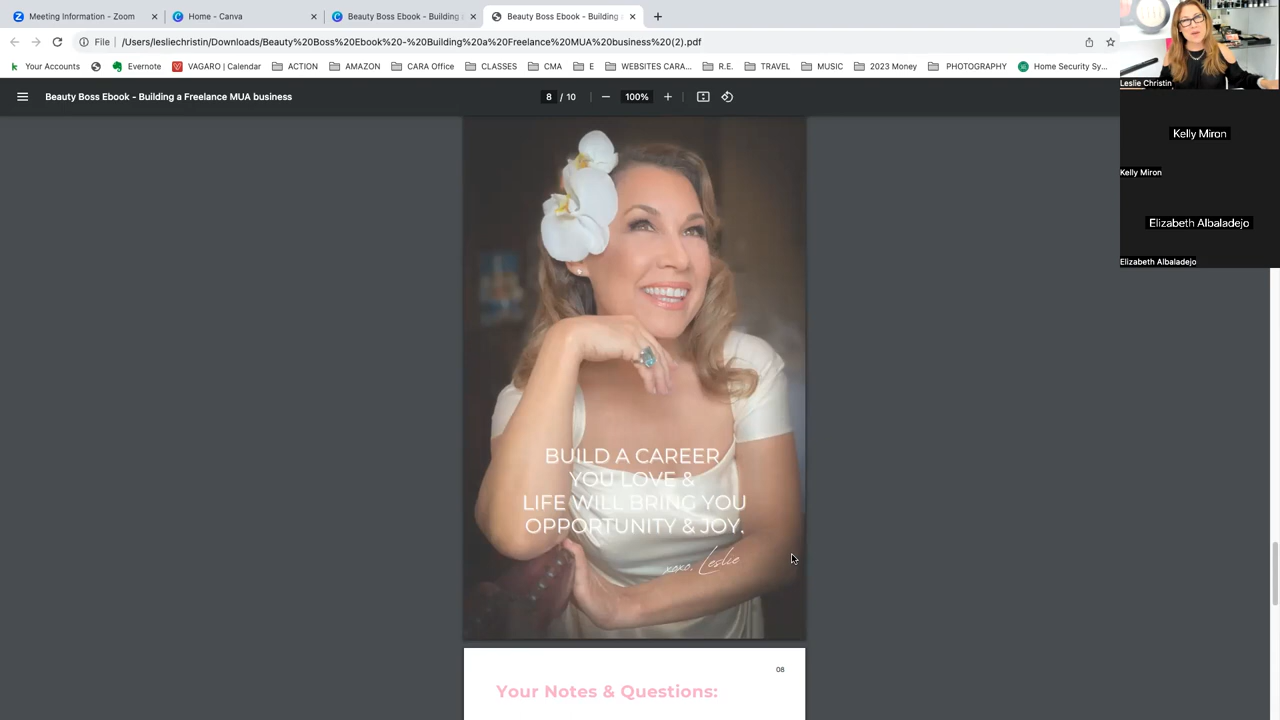 Meeting Information - Zoom
Home - Canva
Beauty Boss Ebook - Building
Beauty Boss Ebook - Building
File
/Users/lesliechristin/Downloads/Beauty%20Boss%20Ebook%20-%20Building%20a%20Freelance%20MUA%20business%20(2).pdf
Your Accounts
Evernote
VAGARO | Calendar
ACTION
AMAZON
CARA Office
CLASSES
CMA
E
WEBSITES CARA...
R.E.
TRAVEL
MUSIC
2023 Money
PHOTOGRAPHY
Home Security Sy...
Beauty Boss Ebook - Building a Freelance MUA business
8 / 10
100%
BUILD A CAREER
YOU LOVE &
LIFE WILL BRING YOU
OPPORTUNITY & JOY.
xoxo, Leslie
08
Your Notes & Questions:
Leslie Christin
Kelly Miron
Kelly Miron
Elizabeth Albaladejo
Elizabeth Albaladejo